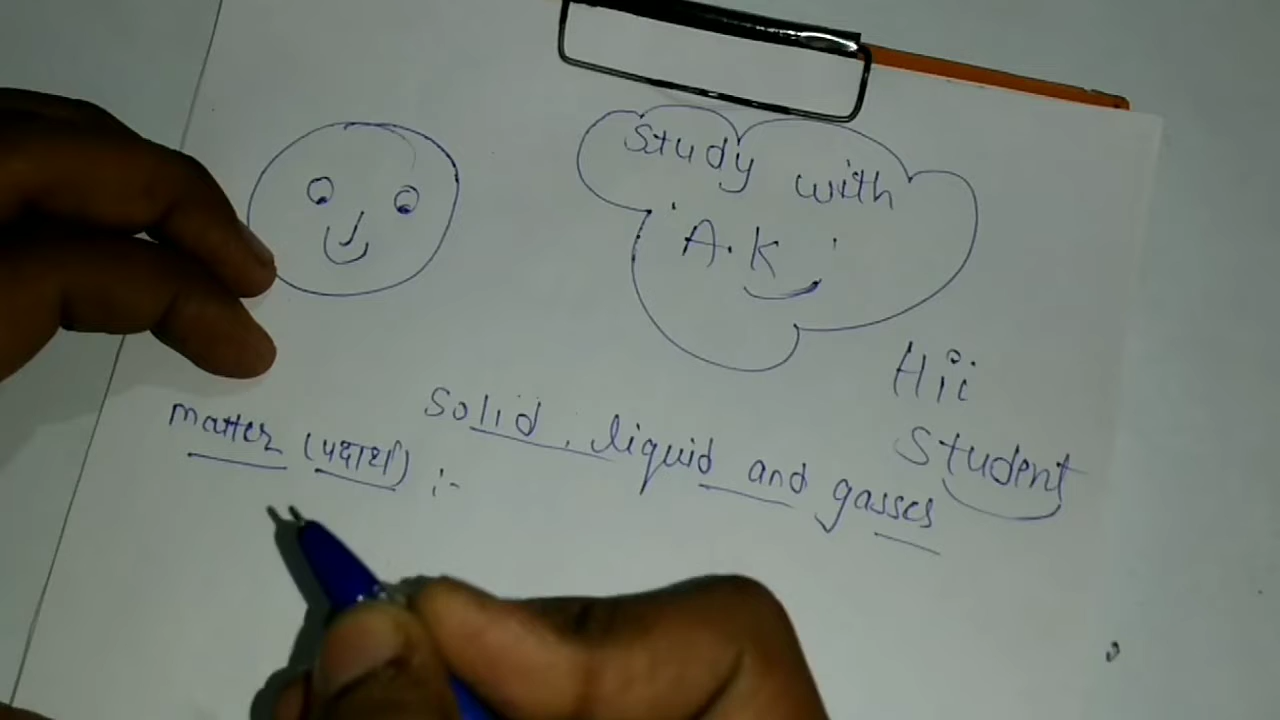 Study with
A.K
Hii
Student
Solid, liquid and gasses
matter (पदार्थ) :-